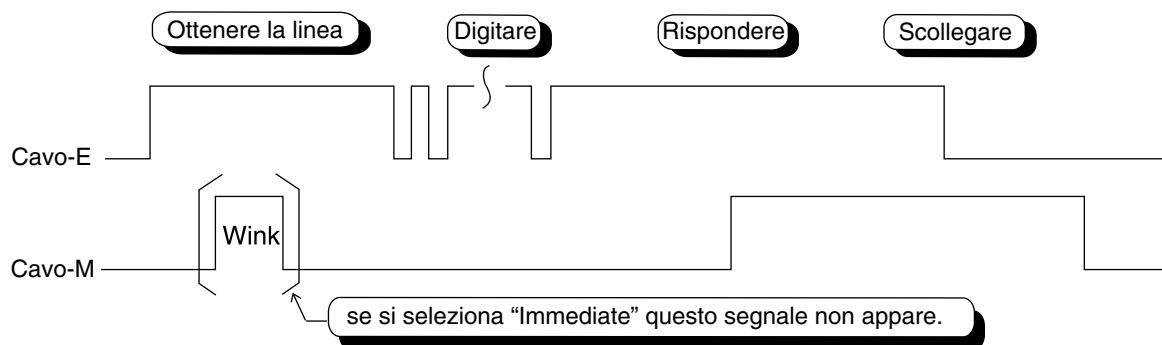 Ottenere la linea
Digitare
Rispondere
Scollegare
Cavo-E
Wink
Cavo-M
se si seleziona “Immediate” questo segnale non appare.